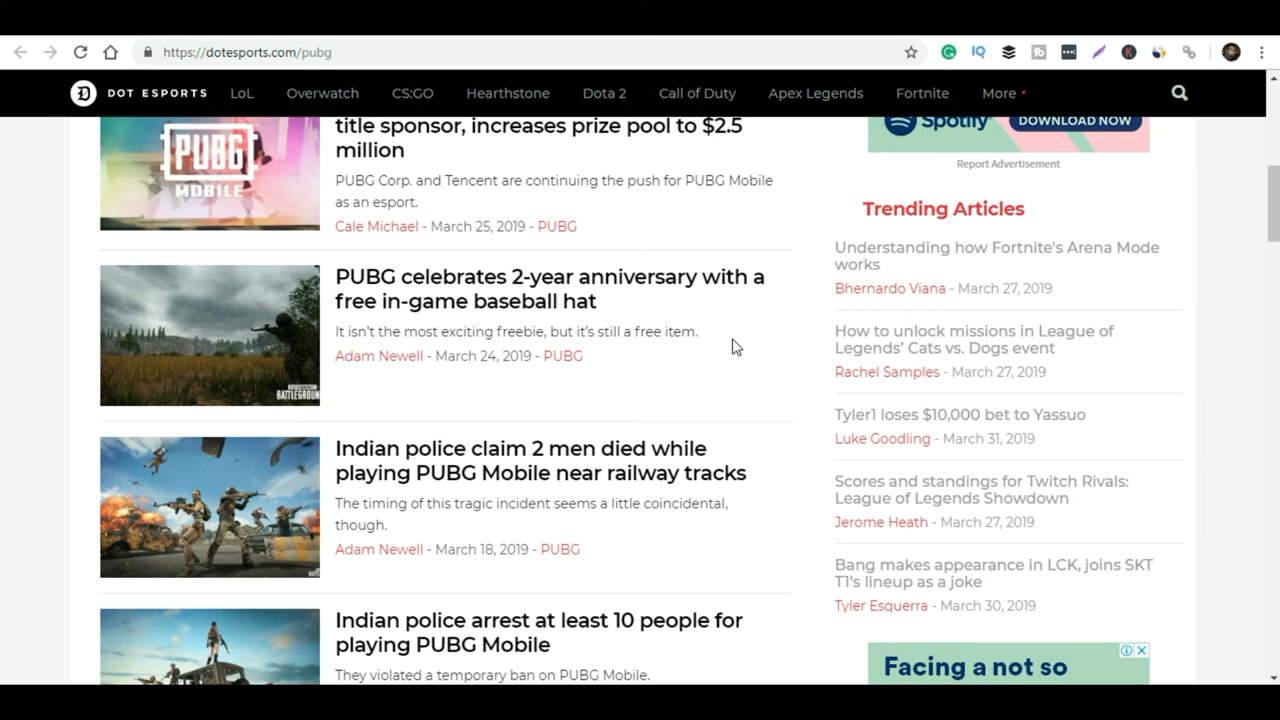 https://dotesports.com/pubg
DOT ESPORTS LoL Overwatch CS:GO Hearthstone Dota 2 Call of Duty Apex Legends Fortnite More
PUBG
MOBILE
title sponsor, increases prize pool to $2.5
million
PUBG Corp. and Tencent are continuing the push for PUBG Mobile
as an esport.
Cale Michael - March 25, 2019 - PUBG
PUBG celebrates 2-year anniversary with a
free in-game baseball hat
It isn't the most exciting freebie, but it's still a free item.
Adam Newell - March 24, 2019 - PUBG
Indian police claim 2 men died while
playing PUBG Mobile near railway tracks
The timing of this tragic incident seems a little coincidental,
though.
Adam Newell - March 18, 2019 - PUBG
Indian police arrest at least 10 people for
playing PUBG Mobile
They violated a temporary ban on PUBG Mobile.
Spotify DOWNLOAD NOW
Report Advertisement
Trending Articles
Understanding how Fortnite's Arena Mode
works
Bhernardo Viana - March 27, 2019
How to unlock missions in League of
Legends' Cats vs. Dogs event
Rachel Samples - March 27, 2019
Tyler1 loses $10,000 bet to Yassuo
Luke Goodling - March 31, 2019
Scores and standings for Twitch Rivals:
League of Legends Showdown
Jerome Heath - March 27, 2019
Bang makes appearance in LCK, joins SKT
T1's lineup as a joke
Tyler Esguerra - March 30, 2019
Facing a not so